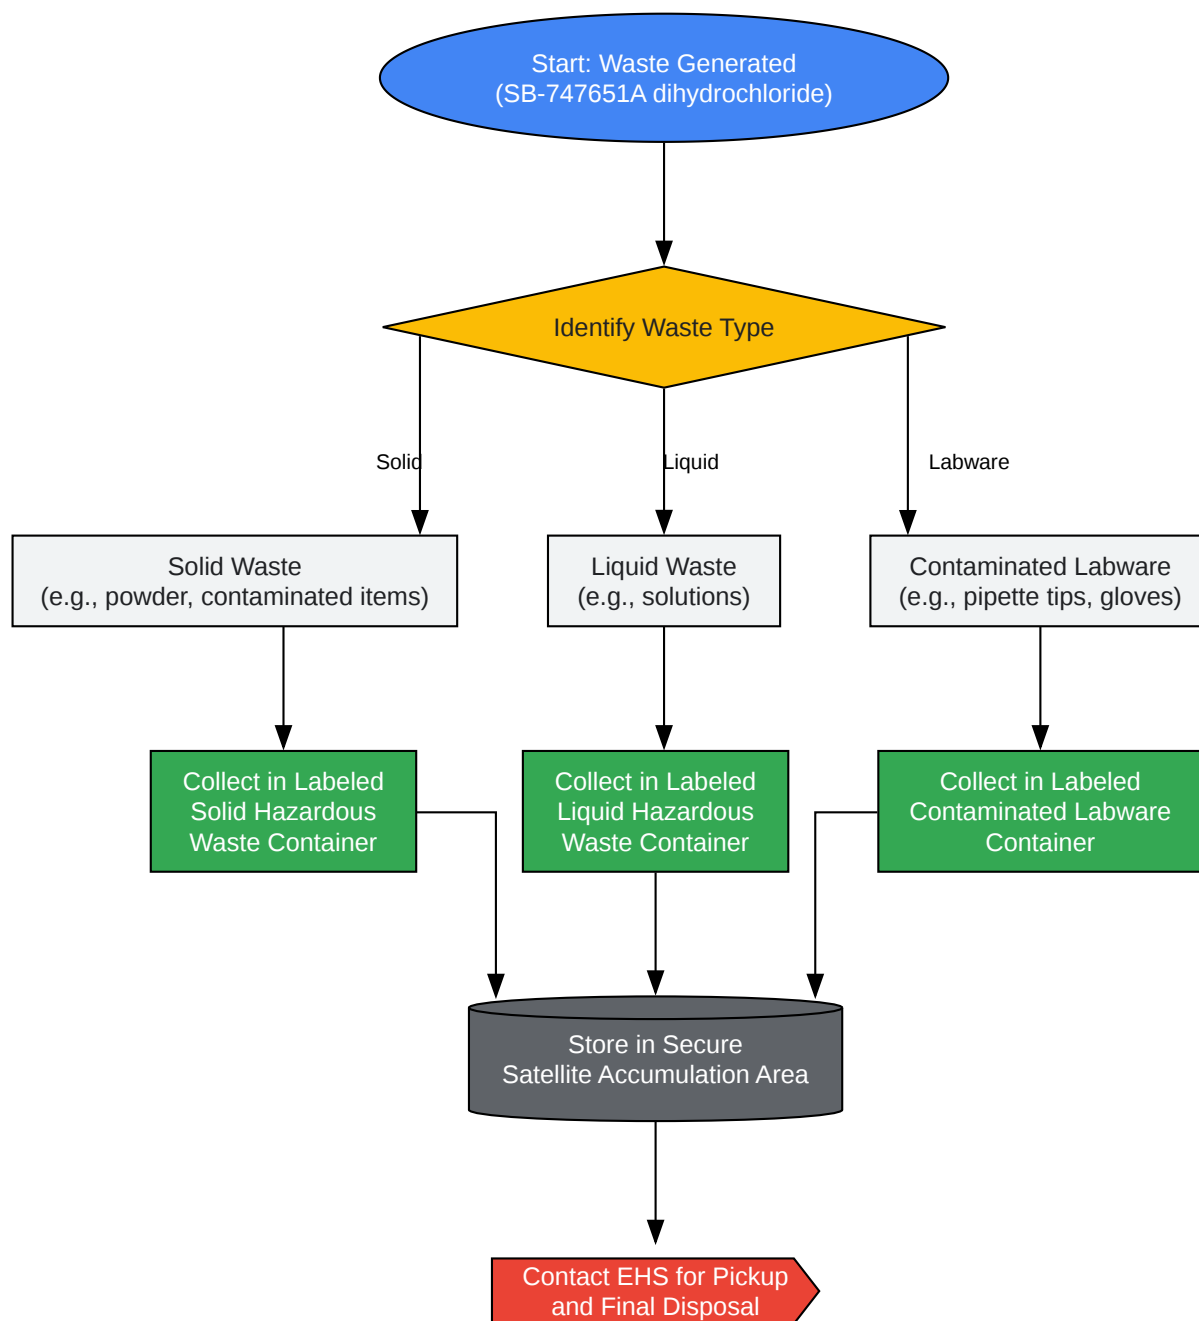 Start: Waste Generated
(SB-747651A dihydrochloride)
Identify Waste Type
Solid
Liquid
Labware
Solid Waste
(e.g., powder, contaminated items)
Liquid Waste
(e.g., solutions)
Contaminated Labware
(e.g., pipette tips, gloves)
Collect in Labeled
Solid Hazardous
Waste Container
Collect in Labeled
Liquid Hazardous
Waste Container
Collect in Labeled
Contaminated Labware
Container
Store in Secure
Satellite Accumulation Area
Contact EHS for Pickup
and Final Disposal